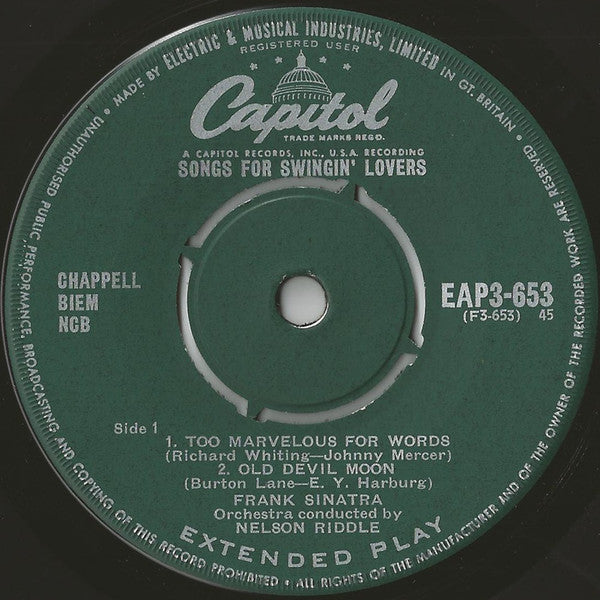 MADE BY ELECTRIC & MUSICAL INDUSTRIES, LIMITED IN GT. BRITAIN • ALL RIGHTS OF THE MANUFACTURER AND OF THE OWNER OF THE RECORDED WORK ARE RESERVED •
UNAUTHORISED PUBLIC PERFORMANCE, BROADCASTING AND COPYING OF THIS RECORD PROHIBITED •
REGISTERED USER
Capitol
TRADE MARKS REGD.
A CAPITOL RECORDS, INC., U.S.A. RECORDING
SONGS FOR SWINGIN' LOVERS
CHAPPELL
BIEM
NCB
EAP3-653
(F3-653) 45
Side 1
1. TOO MARVELOUS FOR WORDS
(Richard Whiting—Johnny Mercer)
2. OLD DEVIL MOON
(Burton Lane—E. Y. Harburg)
FRANK SINATRA
Orchestra conducted by
NELSON RIDDLE
EXTENDED PLAY